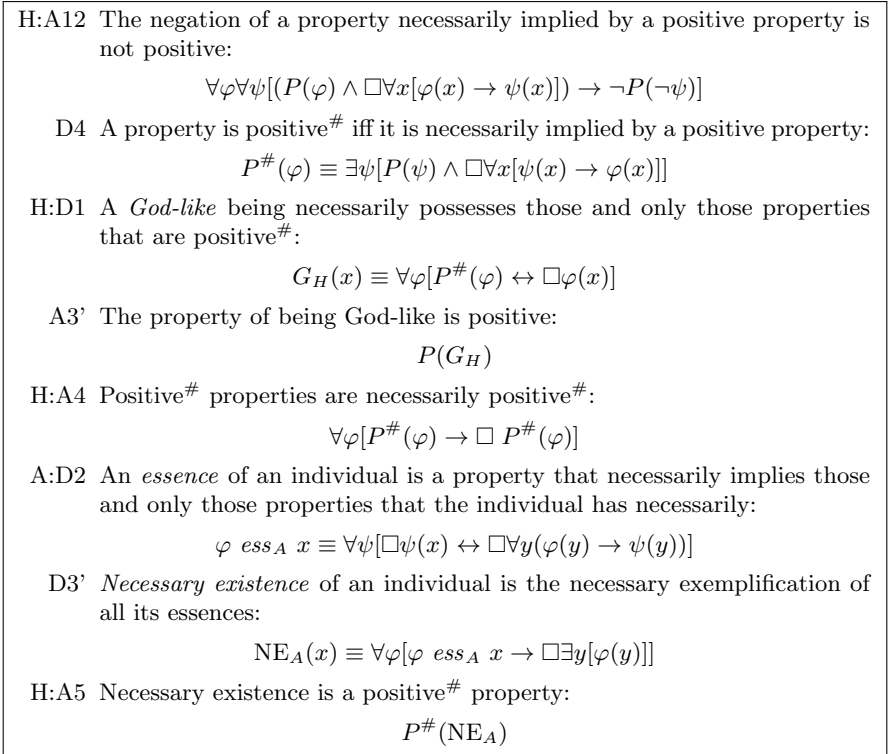 H:A12 The negation of a property necessarily implied by a positive property is
not positive:
∀φ∀ψ[(P(φ) ∧ □∀x[φ(x) → ψ(x)]) → ¬P(¬ψ)]
D4 A property is positive# iff it is necessarily implied by a positive property:
P#(φ) ≡ ∃ψ[P(ψ) ∧ □∀x[ψ(x) → φ(x)]]
H:D1 A God-like being necessarily possesses those and only those properties
that are positive#:
G_H(x) ≡ ∀φ[P#(φ) ↔ □φ(x)]
A3’ The property of being God-like is positive:
P(G_H)
H:A4 Positive# properties are necessarily positive#:
∀φ[P#(φ) → □ P#(φ)]
A:D2 An essence of an individual is a property that necessarily implies those
and only those properties that the individual has necessarily:
φ ess_A x ≡ ∀ψ[□ψ(x) ↔ □∀y(φ(y) → ψ(y))]
D3’ Necessary existence of an individual is the necessary exemplification of
all its essences:
NE_A(x) ≡ ∀φ[φ ess_A x → □∃y[φ(y)]]
H:A5 Necessary existence is a positive# property:
P#(NE_A)